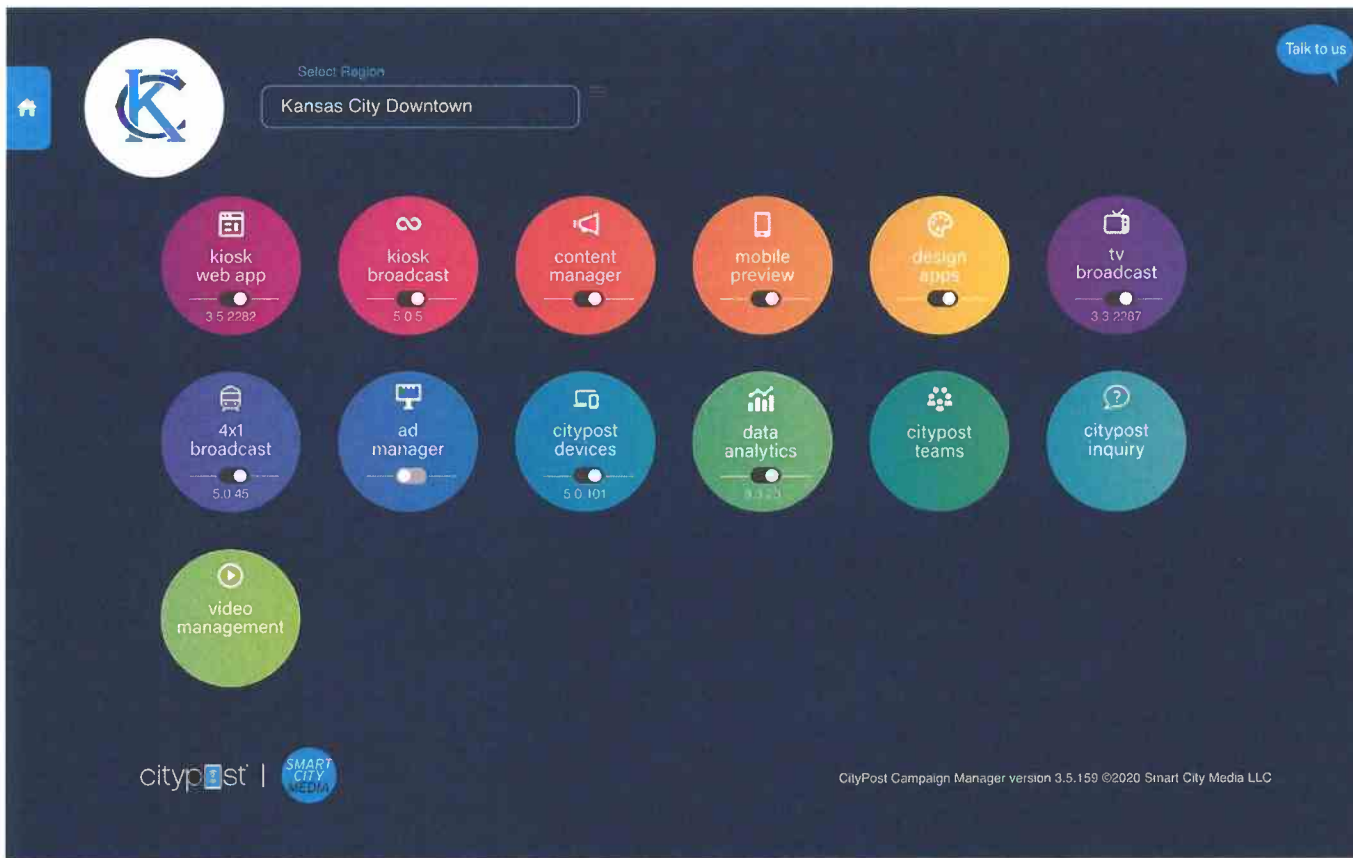 Talk to us
KC
Select Region
Kansas City Downtown
kiosk
web app
3.5.2282
kiosk
broadcast
5.0.5
content
manager
mobile
preview
design
apps
tv
broadcast
3.3.2287
4x1
broadcast
5.0.45
ad
manager
citypost
devices
5.0.101
data
analytics
citypost
teams
citypost
inquiry
video
management
citypost |
SMART
CITY
MEDIA
CityPost Campaign Manager version 3.5.159 ©2020 Smart City Media LLC